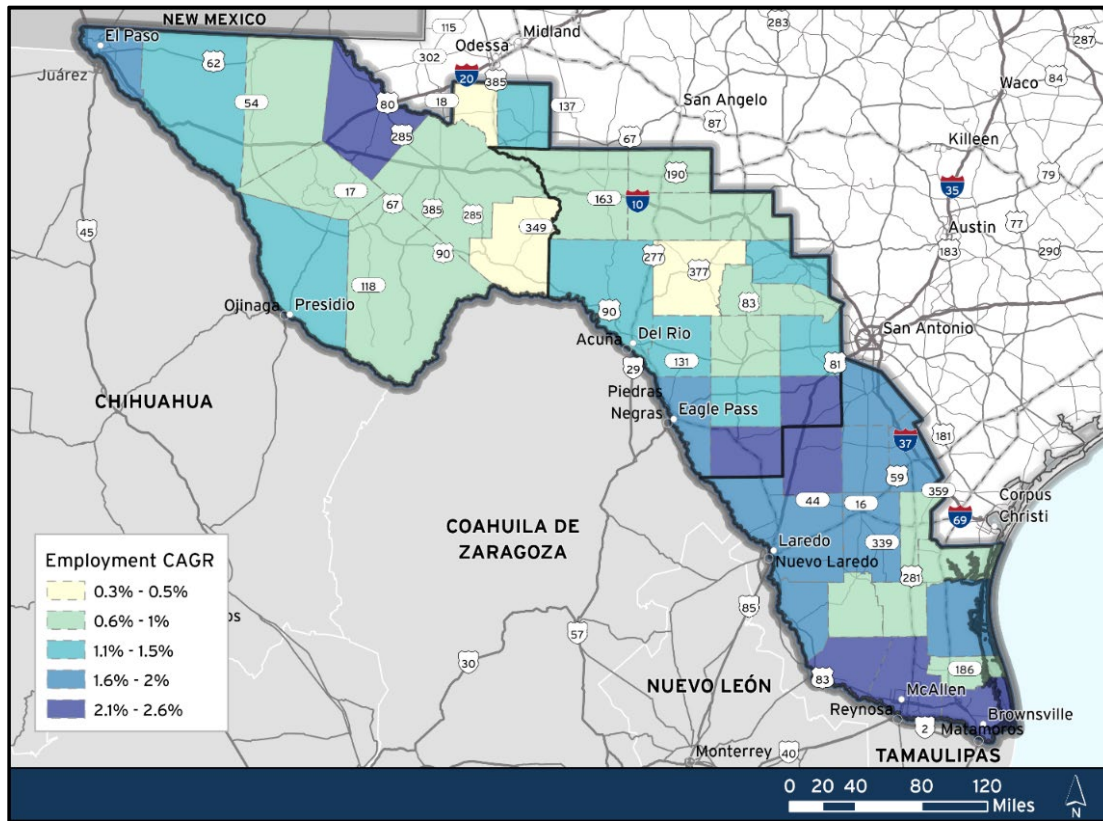 NEW MEXICO
El Paso
Juárez
62
54
115
302
Odessa
Midland
20
385
18
80
285
137
San Angelo
87
67
283
287
84
Waco
Killeen
35
79
Austin
77
183
290
190
163
10
17
67
385
285
349
90
118
45
Ojinaga
Presidio
277
377
83
90
Del Rio
Acuña
131
29
81
San Antonio
Piedras
Negras
Eagle Pass
CHIHUAHUA
37
181
59
44
16
359
Corpus
Christi
69
COAHUILA DE
ZARAGOZA
Laredo
Nuevo Laredo
339
281
85
57
30
NUEVO LEÓN
83
186
McAllen
Reynosa
2
Brownsville
Matamoros
TAMAULIPAS
Monterrey
40
os
Employment CAGR
0.3% - 0.5%
0.6% - 1%
1.1% - 1.5%
1.6% - 2%
2.1% - 2.6%
0 20 40 80 120
Miles
N